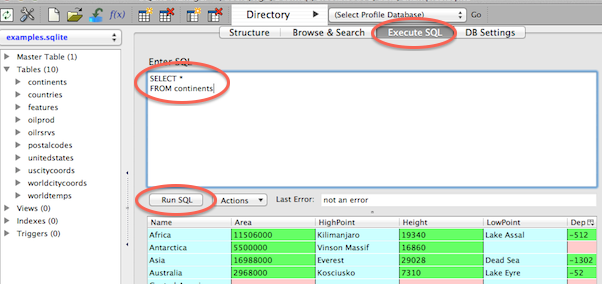 f(x)
Directory
(Select Profile Database)
Go
examples.sqlite
Structure
Browse & Search
Execute SQL
DB Settings
Master Table (1)
Tables (10)
continents
countries
features
oilprod
oilrsrvs
postalcodes
unitedstates
uscitycoords
worldcitycoords
worldtemps
Views (0)
Indexes (0)
Triggers (0)
Enter SQL
SELECT *
FROM continents
Run SQL
Actions
Last Error:
not an error
Name Area HighPoint Height LowPoint Dep
Africa 11506000 Kilimanjaro 19340 Lake Assal -512
Antarctica 5500000 Vinson Massif 16860
Asia 16988000 Everest 29028 Dead Sea -1302
Australia 2968000 Kosciusko 7310 Lake Eyre -52